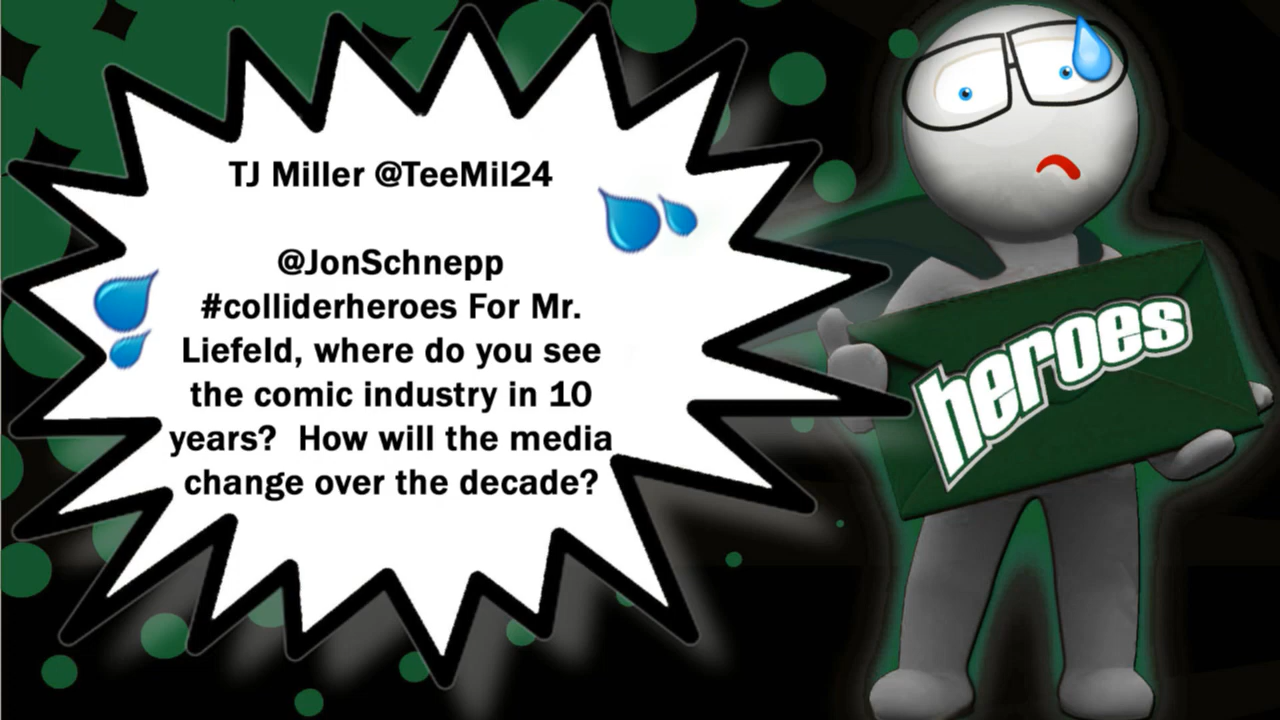 TJ Miller @TeeMil24
@JonSchnepp
#colliderheroes For Mr.
Liefeld, where do you see
the comic industry in 10
years? How will the media
change over the decade?
heroes